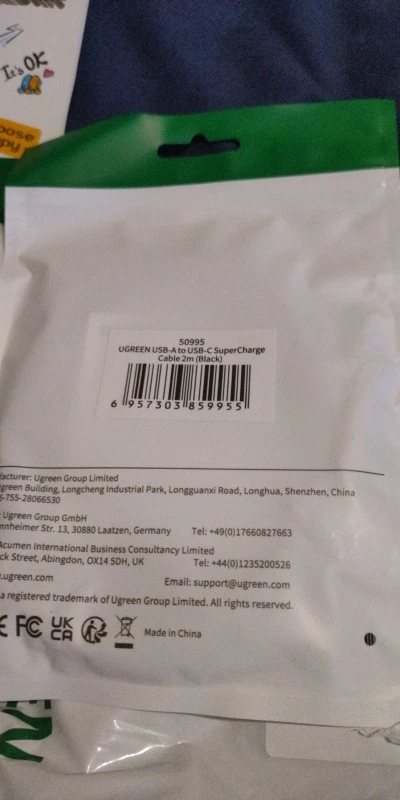 It's OK
50995
UGREEN USB-A to USB-C SuperCharge
Cable 2m (Black)
6 957303 859955
facturer: Ugreen Group Limited
green Building, Longcheng Industrial Park, Longguanxi Road, Longhua, Shenzhen, China
6-755-28066530
: Ugreen Group GmbH
nnheimer Str. 13, 30880 Laatzen, Germany Tel: +49(0)17660827663
Acumen International Business Consultancy Limited
ck Street, Abingdon, OX14 5DH, UK Tel: +44(0)1235200526
.ugreen.com Email: support@ugreen.com
a registered trademark of Ugreen Group Limited. All rights reserved.
CE FC UK CA Made in China